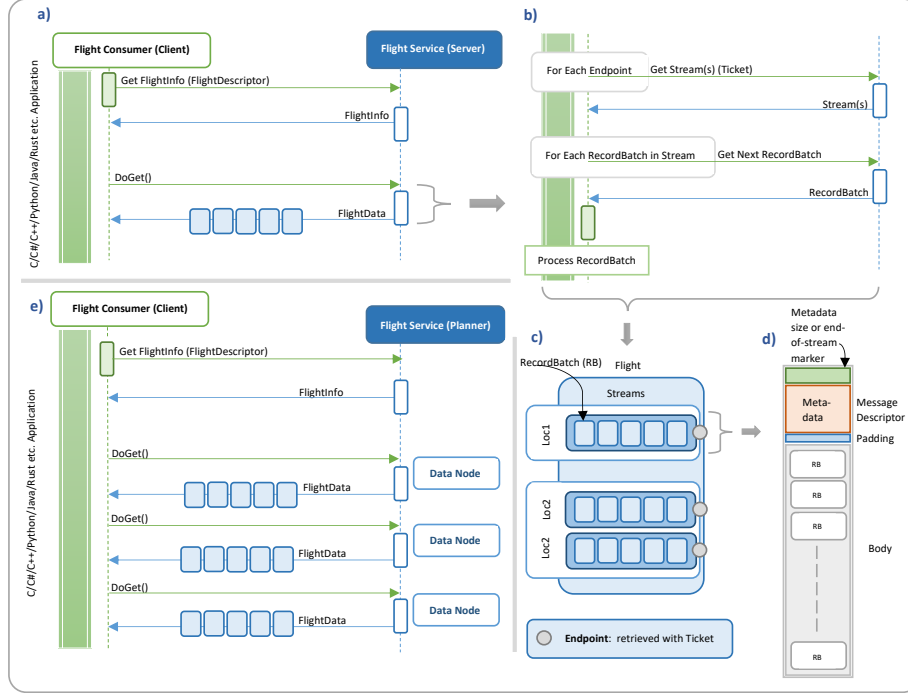 a)
Flight Consumer (Client)
Flight Service (Server)
C/C#/C++/Python/Java/Rust etc. Application
Get FlightInfo (FlightDescriptor)
FlightInfo
DoGet()
FlightData
b)
For Each Endpoint
Get Stream(s) (Ticket)
Stream(s)
For Each RecordBatch in Stream
Get Next RecordBatch
RecordBatch
Process RecordBatch
e)
Flight Consumer (Client)
Flight Service (Planner)
C/C#/C++/Python/Java/Rust etc. Application
Get FlightInfo (FlightDescriptor)
FlightInfo
DoGet()
Data Node
FlightData
DoGet()
Data Node
FlightData
DoGet()
Data Node
FlightData
c)
Flight
RecordBatch (RB)
Streams
Loc1
Loc2
Loc2
Endpoint: retrieved with Ticket
d)
Metadata
size or end-
of-stream
marker
Meta-
data
Message
Descriptor
Padding
RB
RB
RB
Body
RB